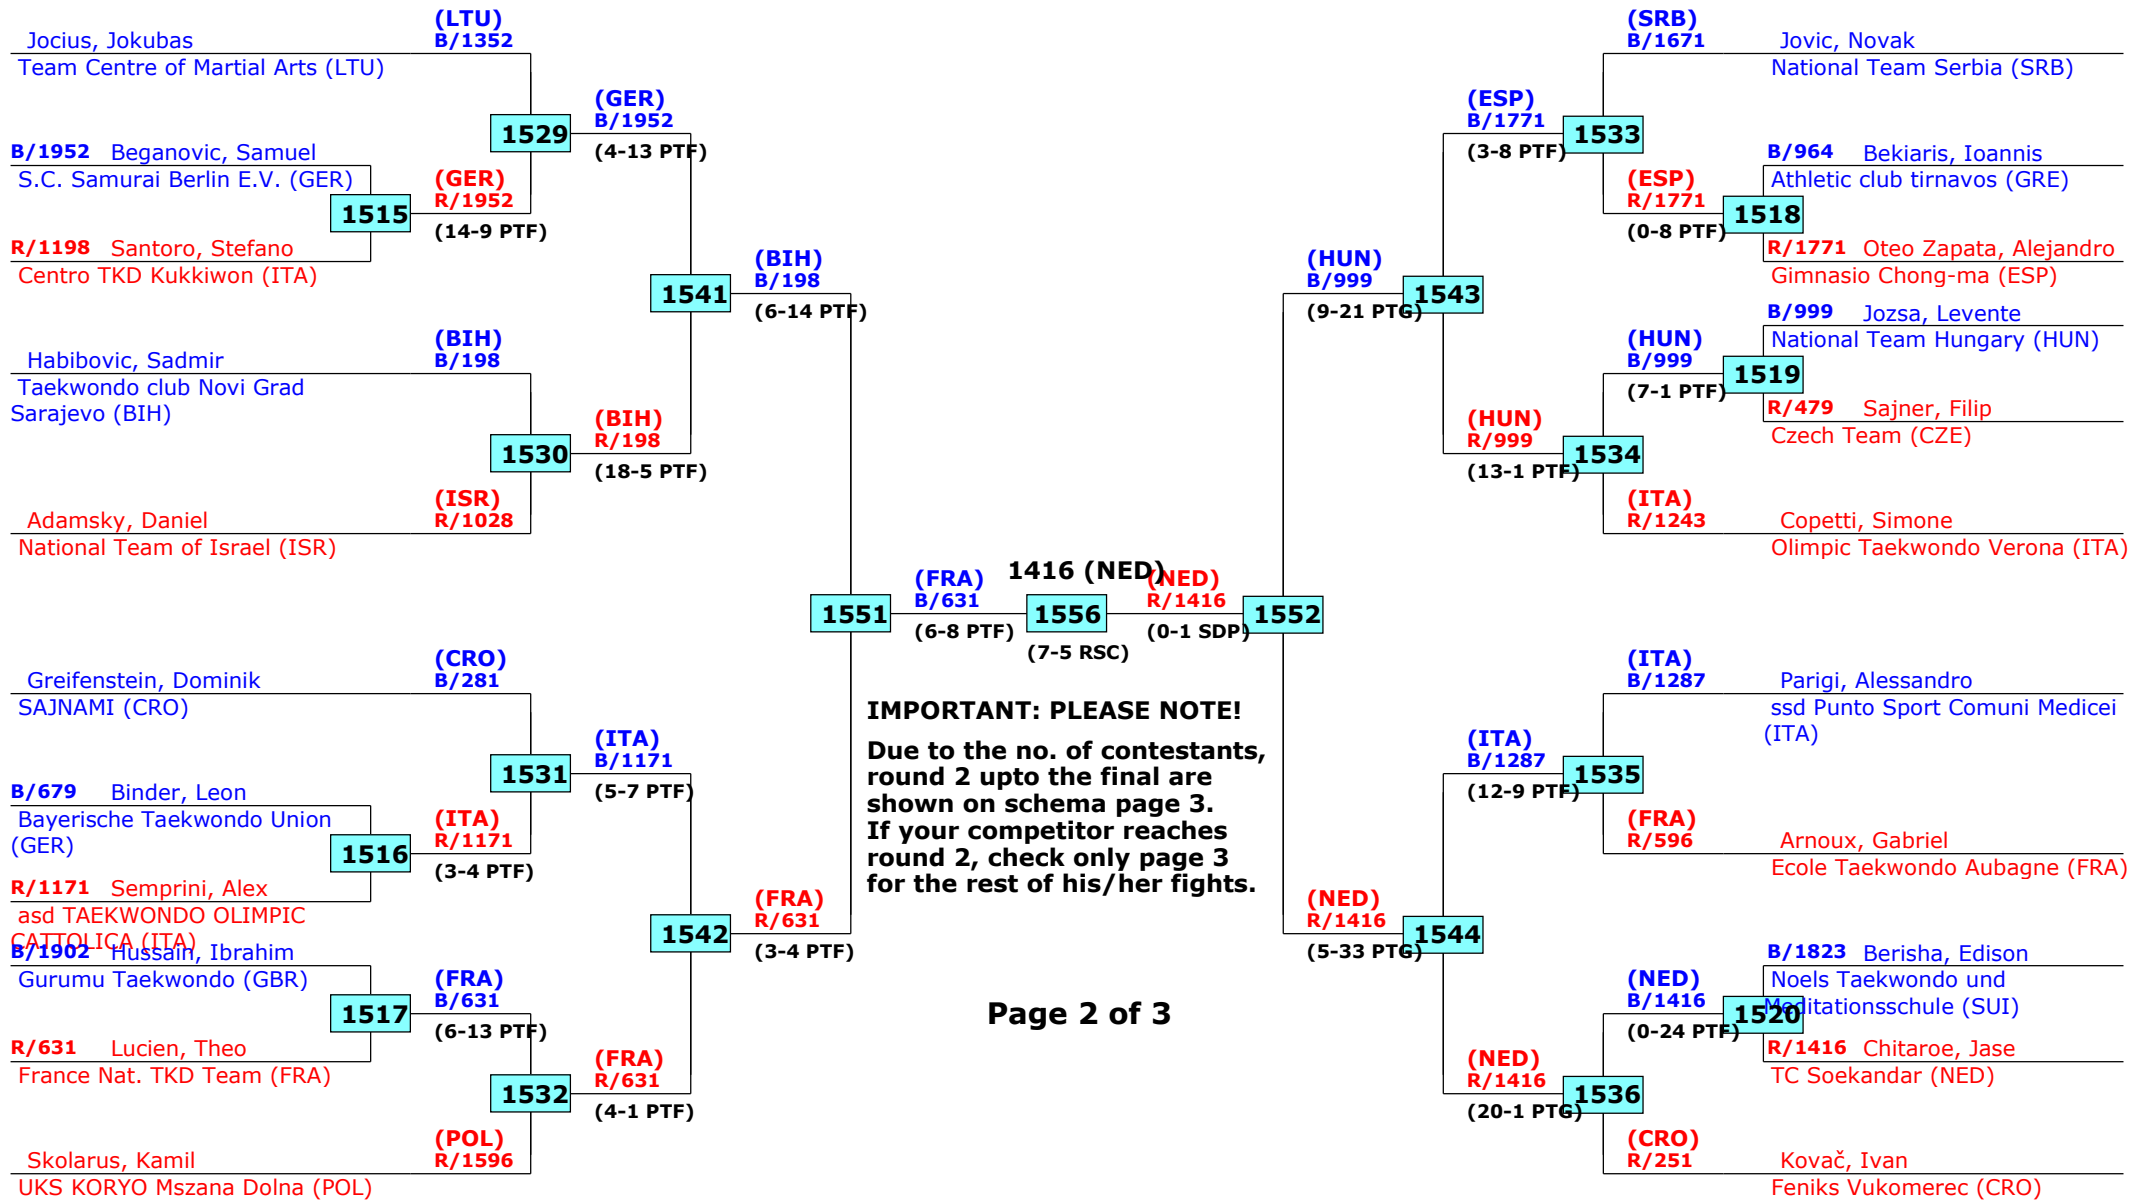 (LTU)
Jocius, Jokubas B/1352
Team Centre of Martial Arts (LTU)
(GER)
1529 B/1952
(4-13 PTF)
B/1952 Beganovic, Samuel
S.C. Samurai Berlin E.V. (GER)
(GER)
1515 R/1952
(14-9 PTF)
R/1198 Santoro, Stefano
Centro TKD Kukkiwon (ITA)
(BIH)
1541 B/198
(6-14 PTF)
(BIH)
Habibovic, Sadmir B/198
Taekwondo club Novi Grad
Sarajevo (BIH)
(BIH)
1530 R/198
(18-5 PTF)
(ISR)
Adamsky, Daniel R/1028
National Team of Israel (ISR)
(FRA)
1551 B/631
(6-8 PTF)
(CRO)
Greifenstein, Dominik B/281
SAJNAMI (CRO)
(ITA)
1531 B/1171
(5-7 PTF)
B/679 Binder, Leon
Bayerische Taekwondo Union
(GER)
(ITA)
1516 R/1171
(3-4 PTF)
R/1171 Semprini, Alex
asd TAEKWONDO OLIMPIC
CATTOLICA (ITA)
(FRA)
1542 R/631
(3-4 PTF)
B/1902 Hussain, Ibrahim
Gurumu Taekwondo (GBR)
(FRA)
1517 B/631
(6-13 PTF)
R/631 Lucien, Theo
France Nat. TKD Team (FRA)
(FRA)
1532 R/631
(4-1 PTF)
(POL)
Skolarus, Kamil R/1596
UKS KORYO Mszana Dolna (POL)
1416 (NED)
1556
(7-5 RSC)
IMPORTANT: PLEASE NOTE!
Due to the no. of contestants,
round 2 upto the final are
shown on schema page 3.
If your competitor reaches
round 2, check only page 3
for the rest of his/her fights.
Page 2 of 3
(SRB)
B/1671 Jovic, Novak
National Team Serbia (SRB)
(ESP)
B/1771 1533
(3-8 PTF)
B/964 Bekiaris, Ioannis
Athletic club tirnavos (GRE)
(ESP)
R/1771 1518
(0-8 PTF)
R/1771 Oteo Zapata, Alejandro
Gimnasio Chong-ma (ESP)
(HUN)
B/999 1543
(9-21 PTG)
B/999 Jozsa, Levente
National Team Hungary (HUN)
(HUN)
B/999 1519
(7-1 PTF)
R/479 Sajner, Filip
Czech Team (CZE)
(HUN)
R/999 1534
(13-1 PTF)
(ITA)
R/1243 Copetti, Simone
Olimpic Taekwondo Verona (ITA)
(NED)
R/1416 1552
(0-1 SDP)
(ITA)
B/1287 Parigi, Alessandro
ssd Punto Sport Comuni Medicei
(ITA)
(ITA)
B/1287 1535
(12-9 PTF)
(FRA)
R/596 Arnoux, Gabriel
Ecole Taekwondo Aubagne (FRA)
(NED)
R/1416 1544
(5-33 PTG)
B/1823 Berisha, Edison
Noels Taekwondo und
Meditationsschule (SUI)
(NED)
B/1416 1520
(0-24 PTF)
R/1416 Chitaroe, Jase
TC Soekandar (NED)
(NED)
R/1416 1536
(20-1 PTG)
(CRO)
R/251 Kovač, Ivan
Feniks Vukomerec (CRO)